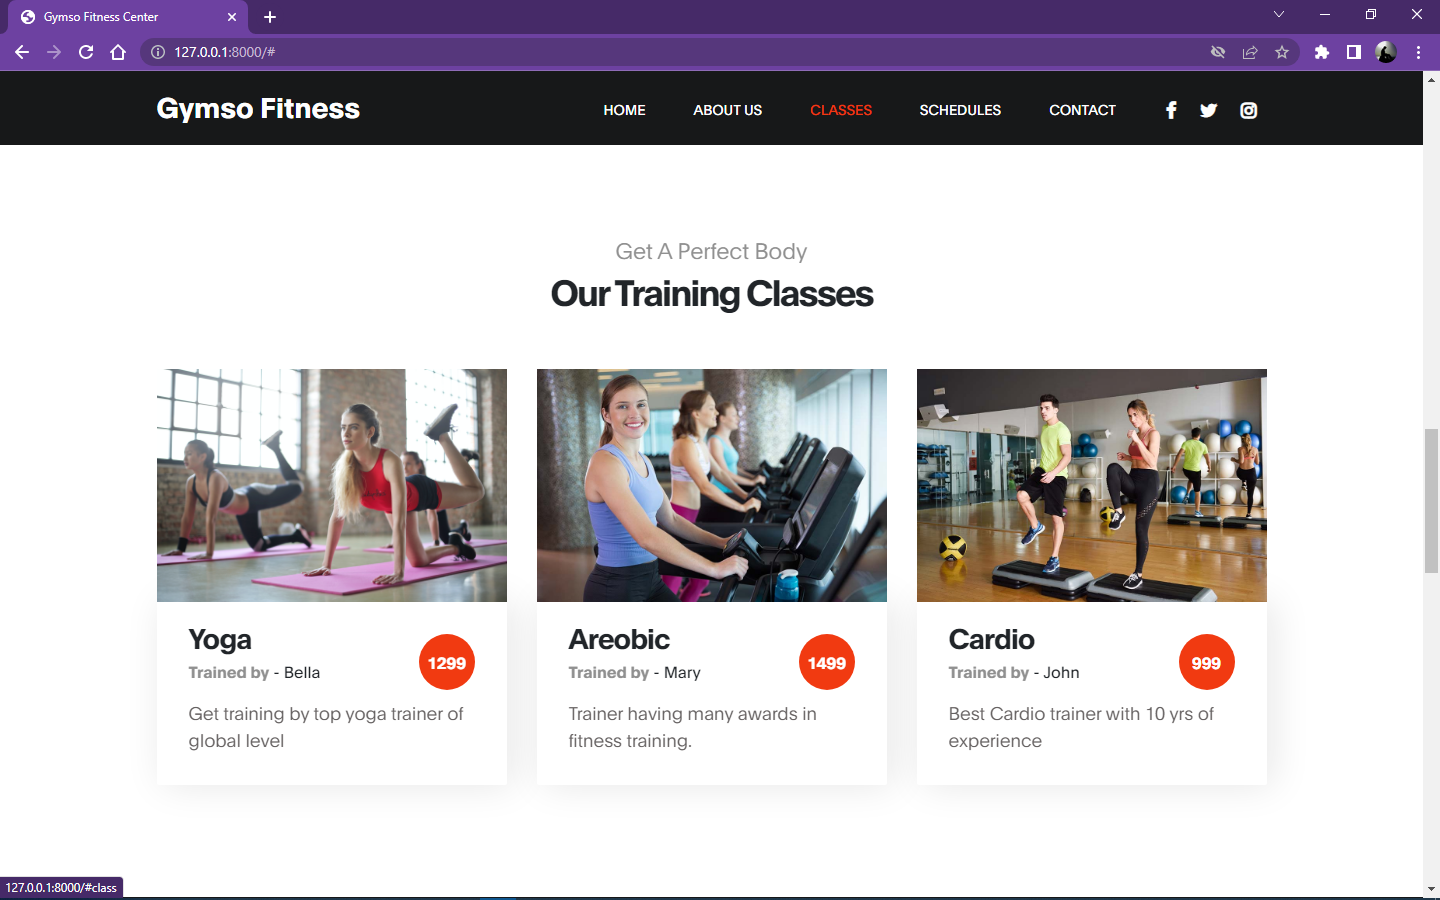 Gymso Fitness Center
127.0.0.1:8000/#
Gymso Fitness
HOME ABOUT US CLASSES SCHEDULES CONTACT
Get A Perfect Body
Our Training Classes
Yoga
Trained by - Bella
1299
Get training by top yoga trainer of
global level
Areobic
Trained by - Mary
1499
Trainer having many awards in
fitness training.
Cardio
Trained by - John
999
Best Cardio trainer with 10 yrs of
experience
127.0.0.1:8000/#class